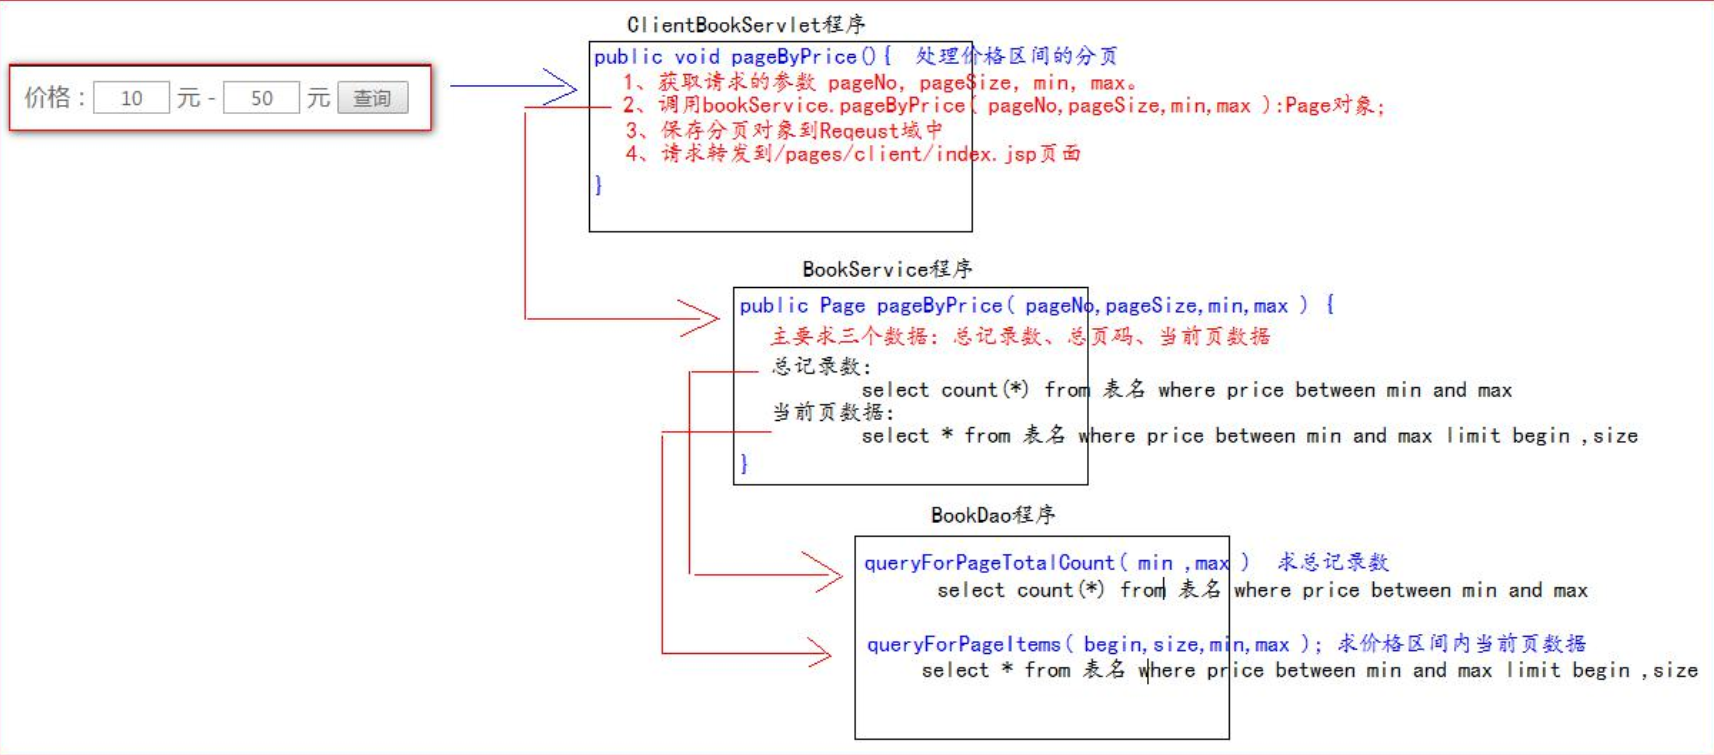 ClientBookServlet程序
public void pageByPrice(){ 处理价格区间的分页
价格: 10 元 - 50 元 查询
1、获取请求的参数 pageNo, pageSize, min, max。
2、调用bookService.pageByPrice( pageNo,pageSize,min,max ):Page对象;
3、保存分页对象到Reqeust域中
4、请求转发到/pages/client/index.jsp页面
}
BookService程序
public Page pageByPrice( pageNo,pageSize,min,max ) {
主要求三个数据: 总记录数、总页码、当前页数据
总记录数:
select count(*) from 表名 where price between min and max
当前页数据:
select * from 表名 where price between min and max limit begin ,size
}
BookDao程序
queryForPageTotalCount( min ,max ) 求总记录数
select count(*) from 表名 where price between min and max
queryForPageItems( begin,size,min,max ); 求价格区间内当前页数据
select * from 表名 where price between min and max limit begin ,size